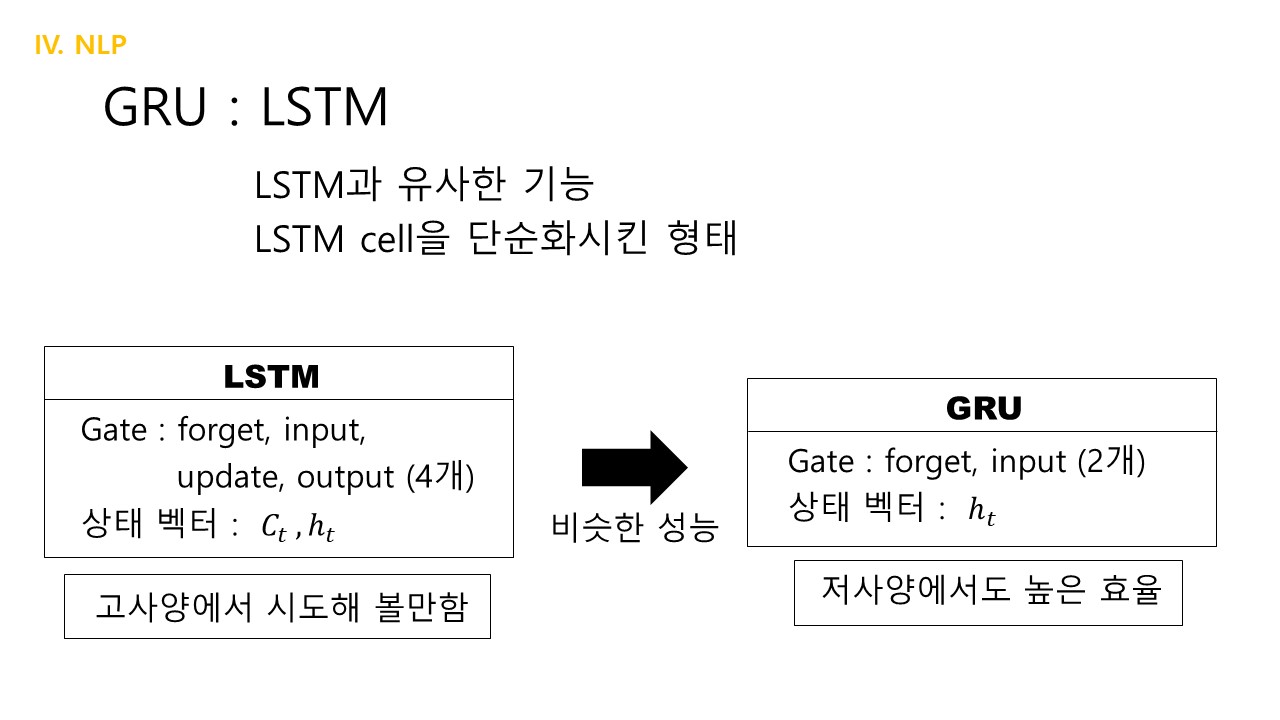 IV. NLP
GRU : LSTM
LSTM과 유사한 기능
LSTM cell을 단순화시킨 형태
LSTM
Gate : forget, input,
update, output (4개)
상태 벡터 : C_t , h_t
고사양에서 시도해 볼만함
비슷한 성능
GRU
Gate : forget, input (2개)
상태 벡터 : h_t
저사양에서도 높은 효율